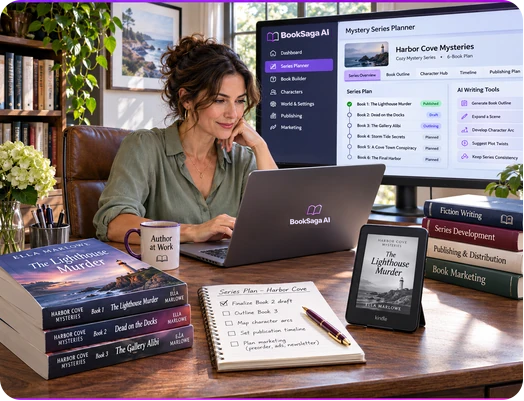 BookSaga AI
Dashboard
Series Planner
Book Builder
Characters
World & Settings
Publishing
Marketing
Mystery Series Planner
Harbor Cove Mysteries
Cozy Mystery Series • 6-Book Plan
Series Overview
Book Outline
Character Hub
Timeline
Publishing Plan
Series Plan
Book 1: The Lighthouse Murder
Published
Book 2: Dead on the Docks
Draft
Book 3: The Gallery Alibi
Outlining
Book 4: Storm Tide Secrets
Planned
Book 5: A Cove Town Conspiracy
Planned
Book 6: The Final Harbor
Planned
AI Writing Tools
Generate Book Outline
Expand a Scene
Develop Character Arc
Suggest Plot Twists
Keep Series Consistency
BookSaga AI
Author
at Work
ELLA MARLOWE
The Lighthouse
Murder
HARBOR COVE
MYSTERIES
Book 1
The Lighthouse Murder
ELLA
MARLOWE
HARBOR COVE
MYSTERIES
Book 2
Dead on the Docks
ELLA
MARLOWE
HARBOR COVE
MYSTERIES
Book 3
The Gallery Alibi
ELLA
MARLOWE
Series Plan - Harbor Cove
Finalize Book 2 draft
Outline Book 3
Map character arcs
Set publication timeline
Plan marketing
(preorder, ads, newsletter)
HARBOR COVE
MYSTERIES
The
Lighthouse
Murder
ELLA MARLOWE
kindle
Fiction Writing
Series Development
Publishing & Distribution
Book Marketing